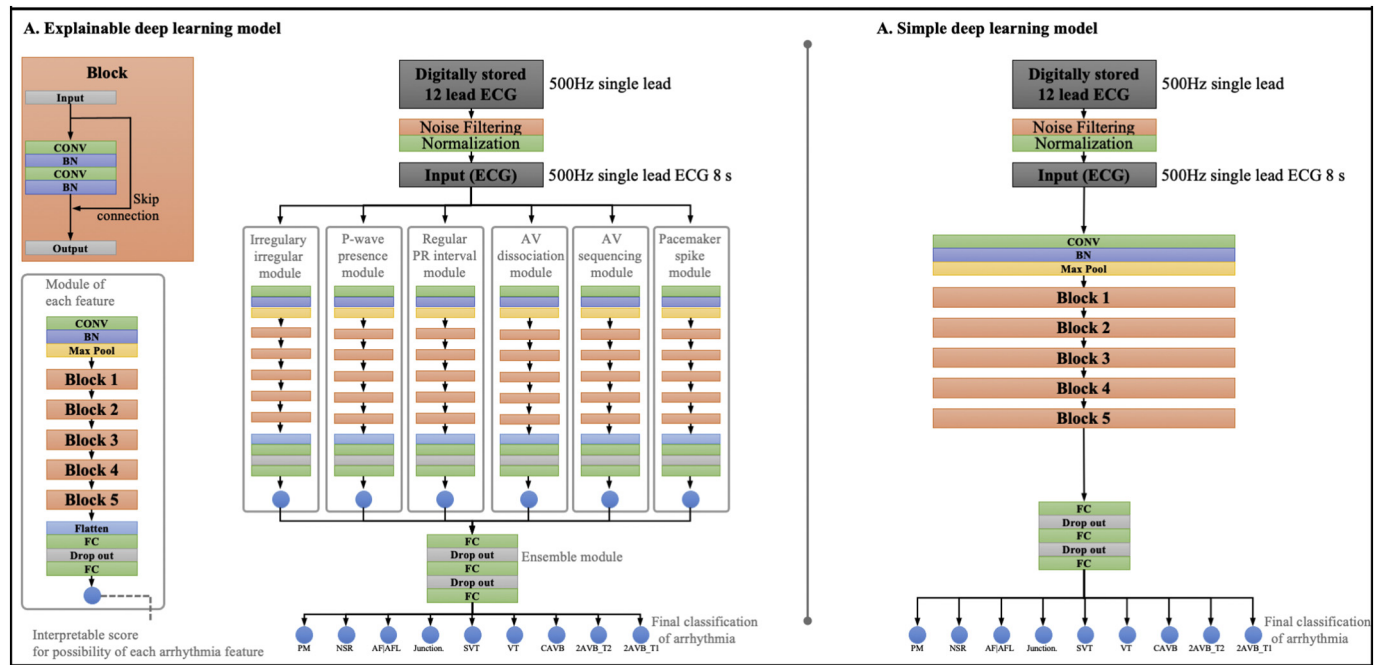 A. Explainable deep learning model
Block
Input
CONV
BN
CONV
BN
Skip
connection
Output
Module of
each feature
CONV
BN
Max Pool
Block 1
Block 2
Block 3
Block 4
Block 5
Flatten
FC
Drop out
FC
Interpretable score
for possibility of each arrhythmia feature
Digitally stored
12 lead ECG
500Hz single lead
Noise Filtering
Normalization
Input (ECG)
500Hz single lead ECG 8 s
Irregulary
irregular
module
P-wave
presence
module
Regular
PR interval
module
AV
dissociation
module
AV
sequencing
module
Pacemaker
spike
module
FC
Drop out
FC
Drop out
FC
Ensemble module
Final classification
of arrhythmia
PM
NSR
AF|AFL
Junction.
SVT
VT
CAVB
2AVB_T2
2AVB_T1
A. Simple deep learning model
Digitally stored
12 lead ECG
500Hz single lead
Noise Filtering
Normalization
Input (ECG)
500Hz single lead ECG 8 s
CONV
BN
Max Pool
Block 1
Block 2
Block 3
Block 4
Block 5
FC
Drop out
FC
Drop out
FC
Final classification
of arrhythmia
PM
NSR
AF|AFL
Junction.
SVT
VT
CAVB
2AVB_T2
2AVB_T1